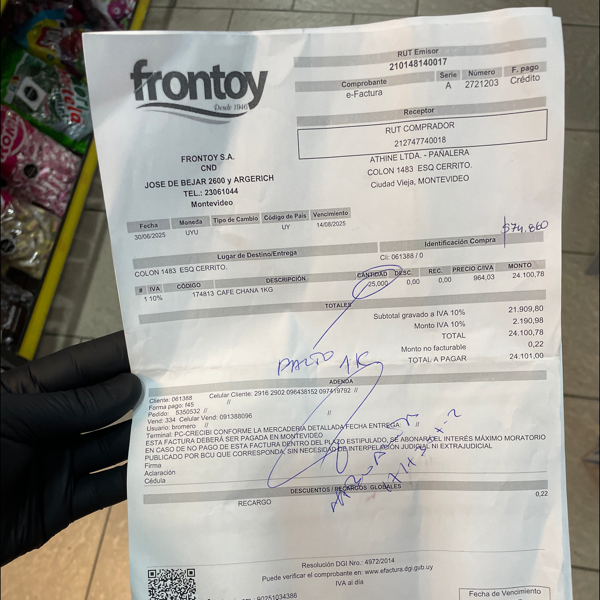 frontoy
Desde 1946
FRONTOY S.A.
CND
JOSE DE BEJAR 2600 y ARGERICH
TEL.: 23061044
Montevideo
RUT Emisor
210148140017
Comprobante Serie Número F. pago
e-Factura A 2721203 Crédito
Receptor
RUT COMPRADOR
212747740018
ATHINE LTDA. - PAÑALERA
COLON 1483 ESQ CERRITO.
Ciudad Vieja, MONTEVIDEO
Fecha Moneda Tipo de Cambio Código de País Vencimiento
30/06/2025 UYU UY 14/08/2025
$74.860
Lugar de Destino/Entrega Identificación Compra
COLON 1483 ESQ CERRITO. Cli: 061388 / 0
# IVA CÓDIGO DESCRIPCIÓN CANTIDAD DESC. REC. PRECIO C/IVA MONTO
1 10% 174813 CAFE CHANA 1KG 25,000 0,00 0,00 964,03 24.100,78
TOTALES
Subtotal gravado a IVA 10% 21.909,80
Monto IVA 10% 2.190,98
TOTAL 24.100,78
Monto no facturable 0,22
TOTAL A PAGAR 24.101,00
1K
ADENDA
Cliente: 061388 Celular Cliente: 2916 2902 096438152 097419792 //
Forma pago: f45 //
Pedido: 5350532 //
Vend: 334 Celular Vend: 091388096 //
Usuario: bromero //
Terminal: PC-CRECIBI CONFORME LA MERCADERIA DETALLADA FECHA ENTREGA:
ESTA FACTURA DEBERÁ SER PAGADA EN MONTEVIDEO
EN CASO DE NO PAGO DE ESTA FACTURA DENTRO DEL PLAZO ESTIPULADO, SE ABONARÁ EL INTERÉS MÁXIMO MORATORIO
PUBLICADO POR BCU QUE CORRESPONDA, SIN NECESIDAD DE INTERPELACIÓN JUDICIAL NI EXTRAJUDICIAL
Firma
Aclaración
Cédula
DESCUENTOS / RECARGOS GLOBALES
RECARGO 0,22
Resolución DGI Nro.: 4972/2014
Puede verificar el comprobante en: www.efactura.dgi.gub.uy
IVA al día
90251034386
Fecha de Vencimiento